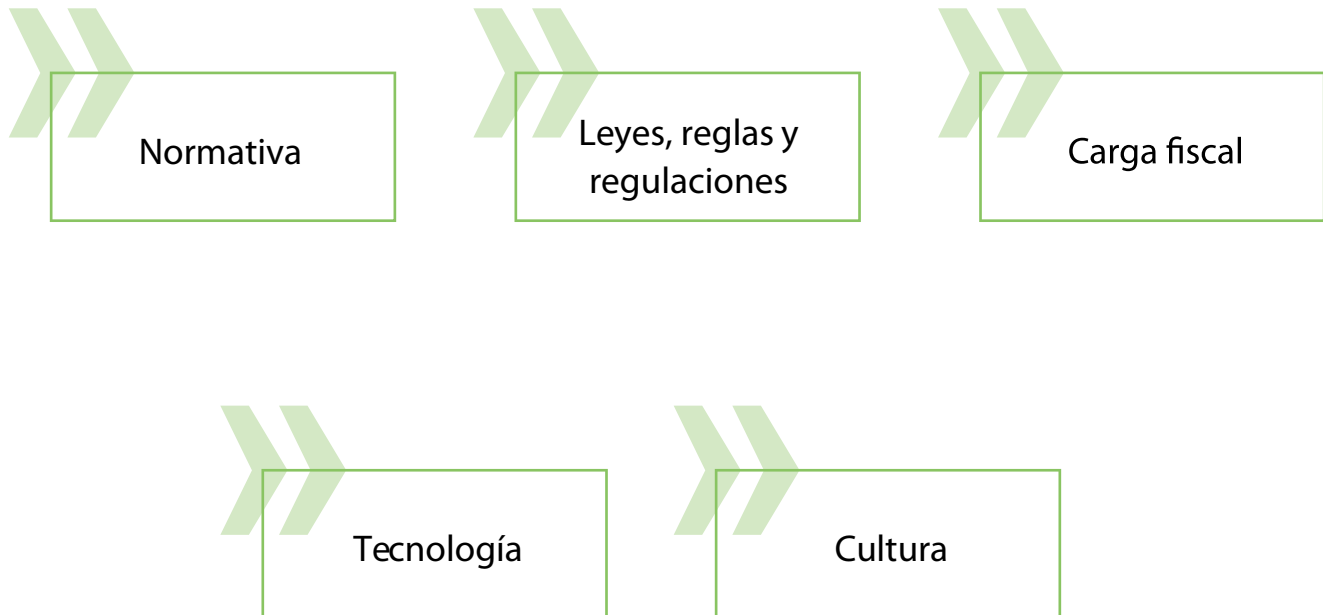 Normativa
Leyes, reglas y
regulaciones
Carga fiscal
Tecnología
Cultura